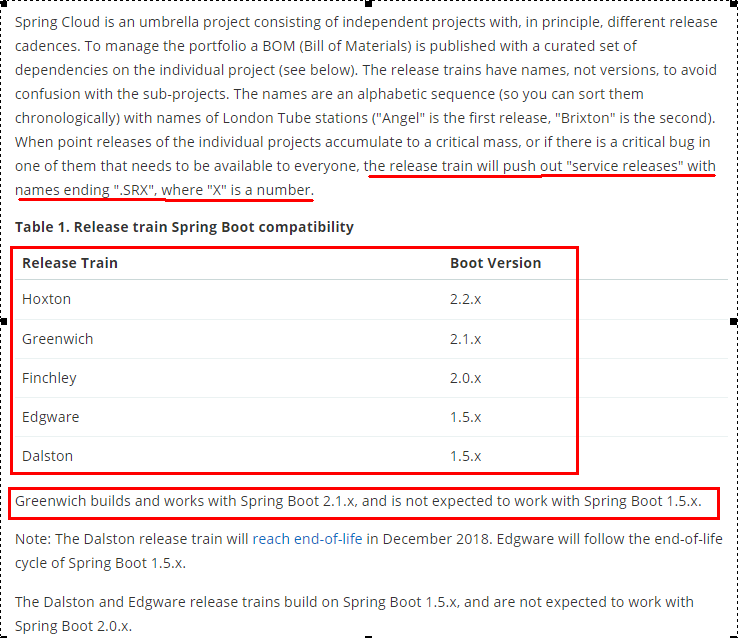 Spring Cloud is an umbrella project consisting of independent projects with, in principle, different release
cadences. To manage the portfolio a BOM (Bill of Materials) is published with a curated set of
dependencies on the individual project (see below). The release trains have names, not versions, to avoid
confusion with the sub-projects. The names are an alphabetic sequence (so you can sort them
chronologically) with names of London Tube stations ("Angel" is the first release, "Brixton" is the second).
When point releases of the individual projects accumulate to a critical mass, or if there is a critical bug in
one of them that needs to be available to everyone, the release train will push out "service releases" with
names ending ".SRX", where "X" is a number.
Table 1. Release train Spring Boot compatibility
Release Train Boot Version
Hoxton 2.2.x
Greenwich 2.1.x
Finchley 2.0.x
Edgware 1.5.x
Dalston 1.5.x
Greenwich builds and works with Spring Boot 2.1.x, and is not expected to work with Spring Boot 1.5.x.
Note: The Dalston release train will reach end-of-life in December 2018. Edgware will follow the end-of-life
cycle of Spring Boot 1.5.x.
The Dalston and Edgware release trains build on Spring Boot 1.5.x, and are not expected to work with
Spring Boot 2.0.x.